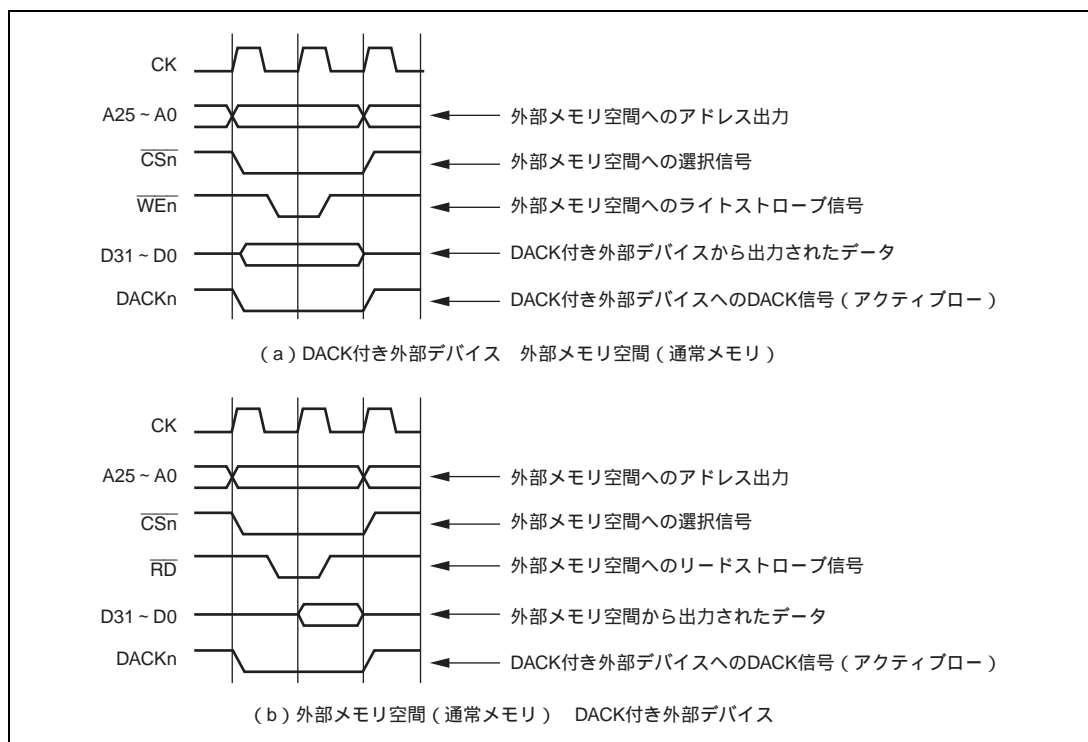 CK
A25 ~ A0 外部メモリ空間へのアドレス出力
CSn 外部メモリ空間への選択信号
WEn 外部メモリ空間へのライトストローブ信号
D31 ~ D0 DACK付き外部デバイスから出力されたデータ
DACKn DACK付き外部デバイスへのDACK信号（アクティブロー）
（a）DACK付き外部デバイス　外部メモリ空間（通常メモリ）
CK
A25 ~ A0 外部メモリ空間へのアドレス出力
CSn 外部メモリ空間への選択信号
RD 外部メモリ空間へのリードストローブ信号
D31 ~ D0 外部メモリ空間から出力されたデータ
DACKn DACK付き外部デバイスへのDACK信号（アクティブロー）
（b）外部メモリ空間（通常メモリ）　DACK付き外部デバイス